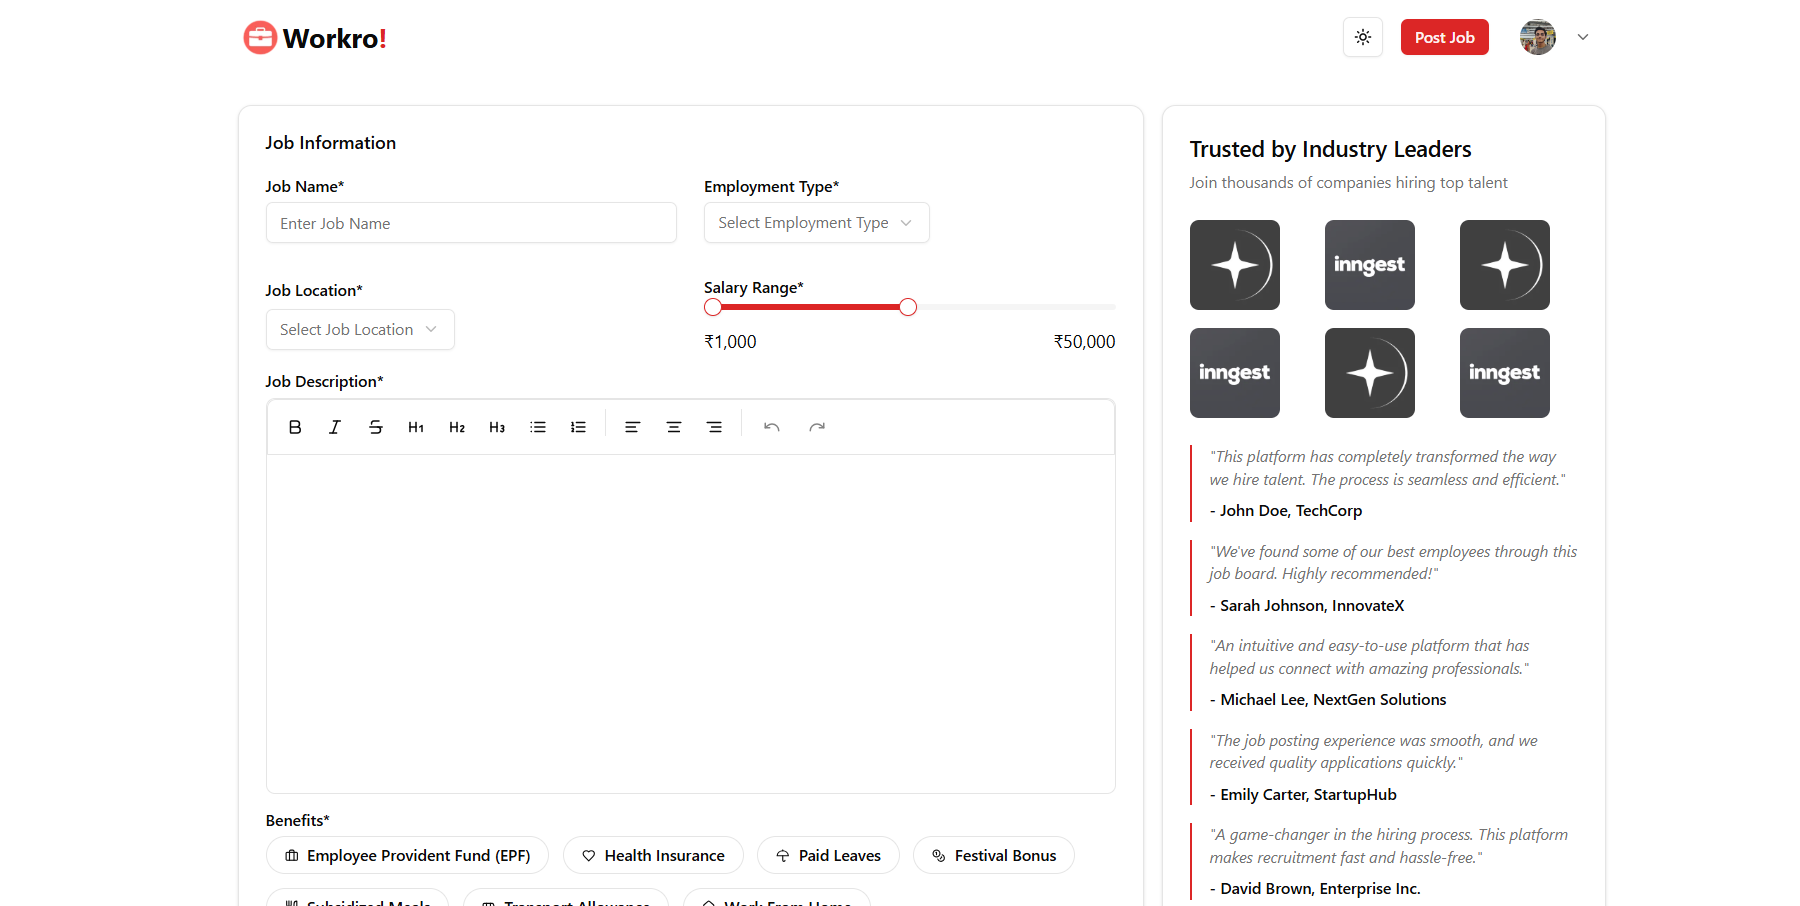 Workro!
Post Job
Job Information
Job Name*
Enter Job Name
Employment Type*
Select Employment Type
Job Location*
Select Job Location
Salary Range*
₹1,000
₹50,000
Job Description*
B I S H1 H2 H3
Benefits*
Employee Provident Fund (EPF)
Health Insurance
Paid Leaves
Festival Bonus
Subsidized Meals
Transport Allowance
Work From Home
Trusted by Industry Leaders
Join thousands of companies hiring top talent
inngest
inngest
inngest
"This platform has completely transformed the way
we hire talent. The process is seamless and efficient."
- John Doe, TechCorp
"We've found some of our best employees through this
job board. Highly recommended!"
- Sarah Johnson, InnovateX
"An intuitive and easy-to-use platform that has
helped us connect with amazing professionals."
- Michael Lee, NextGen Solutions
"The job posting experience was smooth, and we
received quality applications quickly."
- Emily Carter, StartupHub
"A game-changer in the hiring process. This platform
makes recruitment fast and hassle-free."
- David Brown, Enterprise Inc.